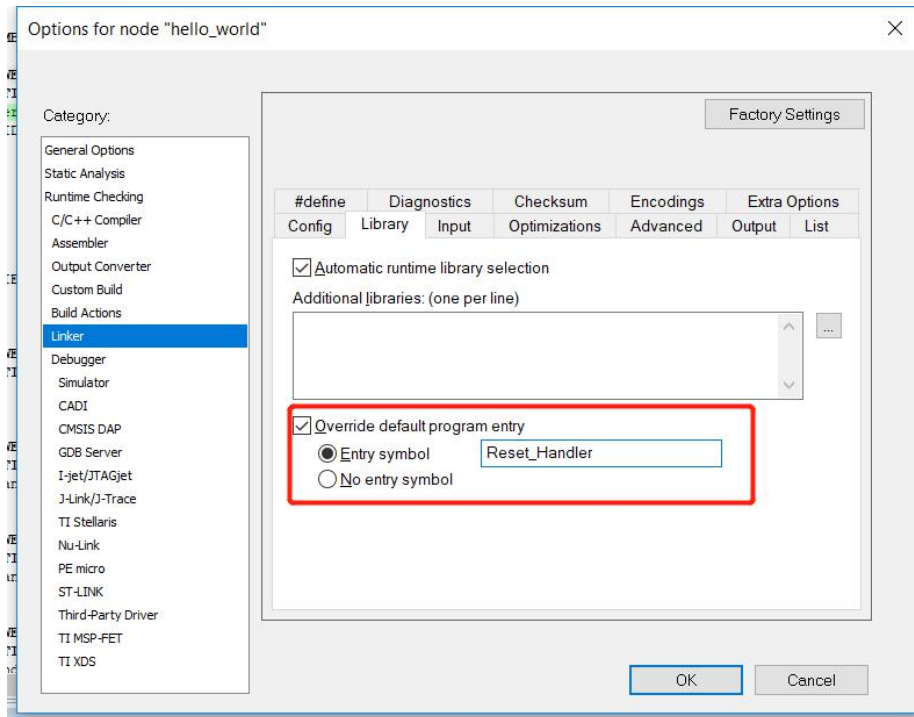 Options for node "hello_world"
Category:
General Options
Static Analysis
Runtime Checking
C/C++ Compiler
Assembler
Output Converter
Custom Build
Build Actions
Linker
Debugger
Simulator
CADI
CMSIS DAP
GDB Server
I-jet/JTAGjet
J-Link/J-Trace
TI Stellaris
Nu-Link
PE micro
ST-LINK
Third-Party Driver
TI MSP-FET
TI XDS
Factory Settings
#define Diagnostics Checksum Encodings Extra Options
Config Library Input Optimizations Advanced Output List
Automatic runtime library selection
Additional libraries: (one per line)
...
Override default program entry
Entry symbol Reset_Handler
No entry symbol
OK Cancel